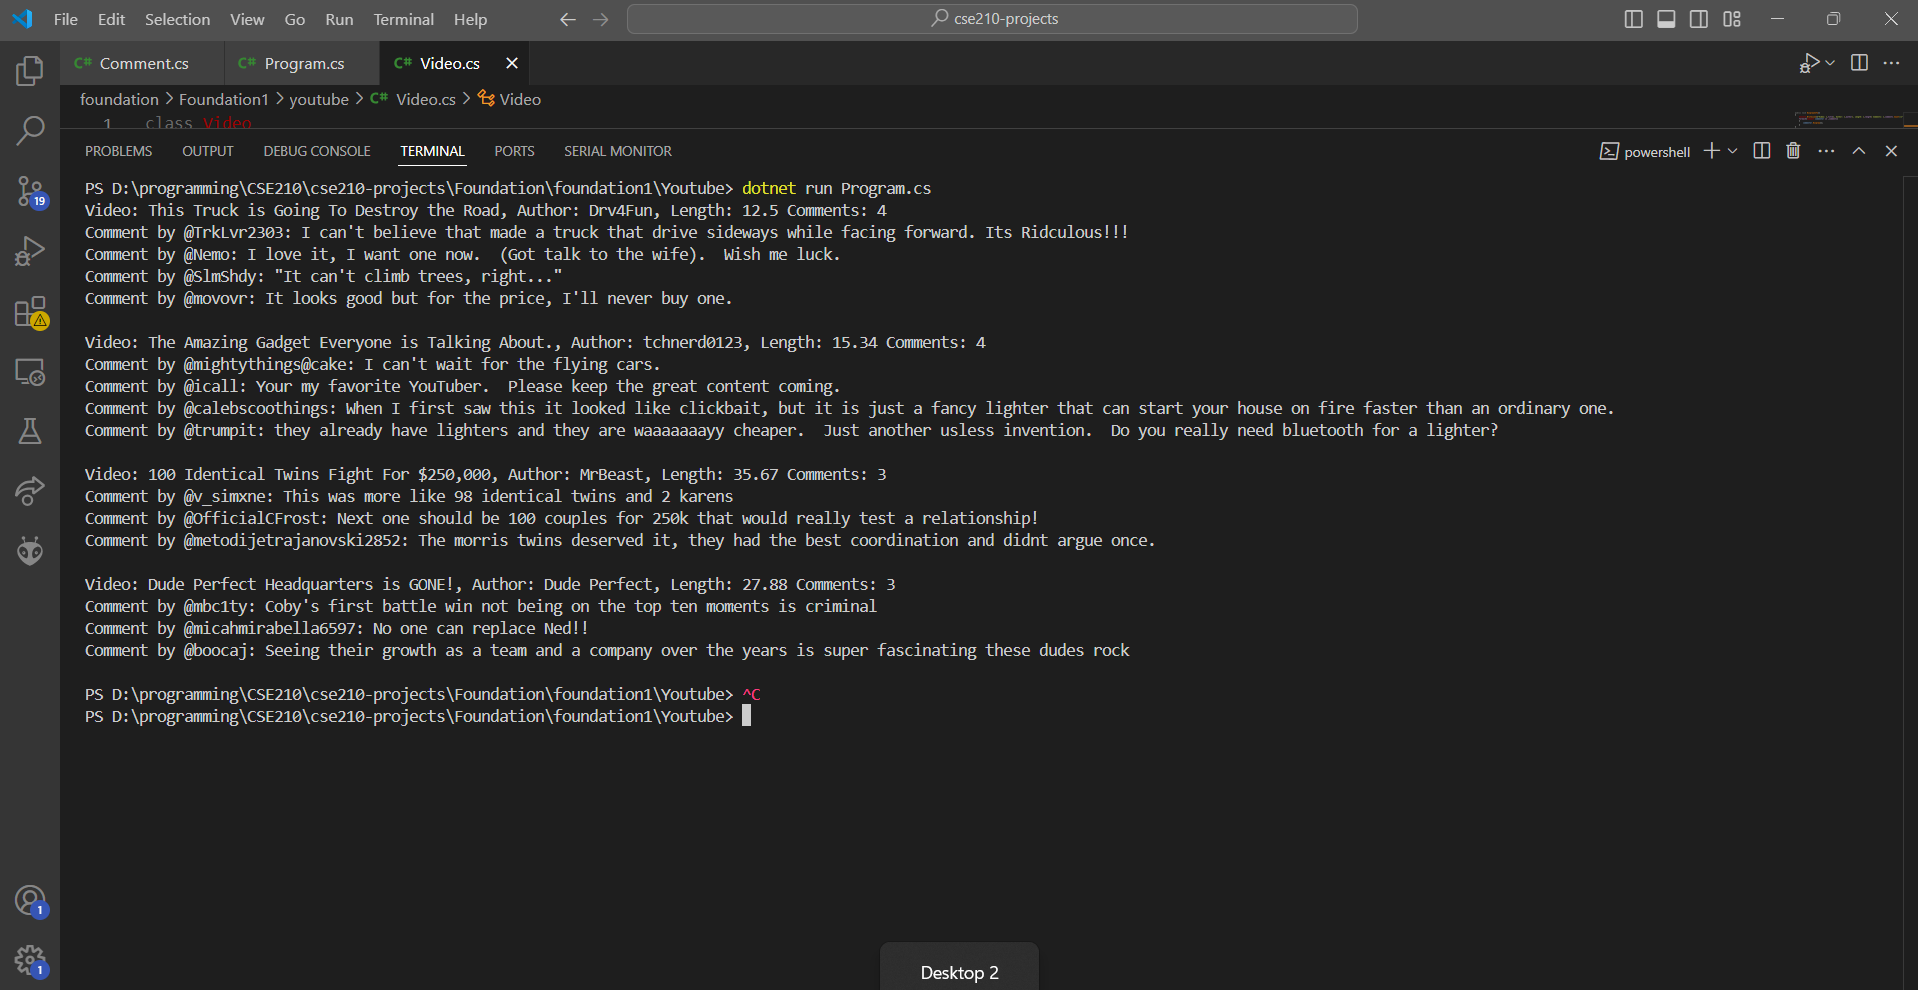 File Edit Selection View Go Run Terminal Help cse210-projects
C# Comment.cs C# Program.cs C# Video.cs
foundation > Foundation1 > youtube > C# Video.cs > Video
1 class Video
PROBLEMS OUTPUT DEBUG CONSOLE TERMINAL PORTS SERIAL MONITOR powershell
PS D:\programming\CSE210\cse210-projects\Foundation\foundation1\Youtube> dotnet run Program.cs
Video: This Truck is Going To Destroy the Road, Author: Drv4Fun, Length: 12.5 Comments: 4
Comment by @TrkLvr2303: I can't believe that made a truck that drive sideways while facing forward. Its Ridculous!!!
Comment by @Nemo: I love it, I want one now.  (Got talk to the wife).  Wish me luck.
Comment by @SlmShdy: "It can't climb trees, right..."
Comment by @movovr: It looks good but for the price, I'll never buy one.
Video: The Amazing Gadget Everyone is Talking About., Author: tchnerd0123, Length: 15.34 Comments: 4
Comment by @mightythings@cake: I can't wait for the flying cars.
Comment by @icall: Your my favorite YouTuber.  Please keep the great content coming.
Comment by @calebscoothings: When I first saw this it looked like clickbait, but it is just a fancy lighter that can start your house on fire faster than an ordinary one.
Comment by @trumpit: they already have lighters and they are waaaaaaayy cheaper.  Just another usless invention.  Do you really need bluetooth for a lighter?
Video: 100 Identical Twins Fight For $250,000, Author: MrBeast, Length: 35.67 Comments: 3
Comment by @v_simxne: This was more like 98 identical twins and 2 karens
Comment by @OfficialCFrost: Next one should be 100 couples for 250k that would really test a relationship!
Comment by @metodijetrajanovski2852: The morris twins deserved it, they had the best coordination and didnt argue once.
Video: Dude Perfect Headquarters is GONE!, Author: Dude Perfect, Length: 27.88 Comments: 3
Comment by @mbc1ty: Coby's first battle win not being on the top ten moments is criminal
Comment by @micahmirabella6597: No one can replace Ned!!
Comment by @boocaj: Seeing their growth as a team and a company over the years is super fascinating these dudes rock
PS D:\programming\CSE210\cse210-projects\Foundation\foundation1\Youtube> ^C
PS D:\programming\CSE210\cse210-projects\Foundation\foundation1\Youtube>
19
1
1
Desktop 2